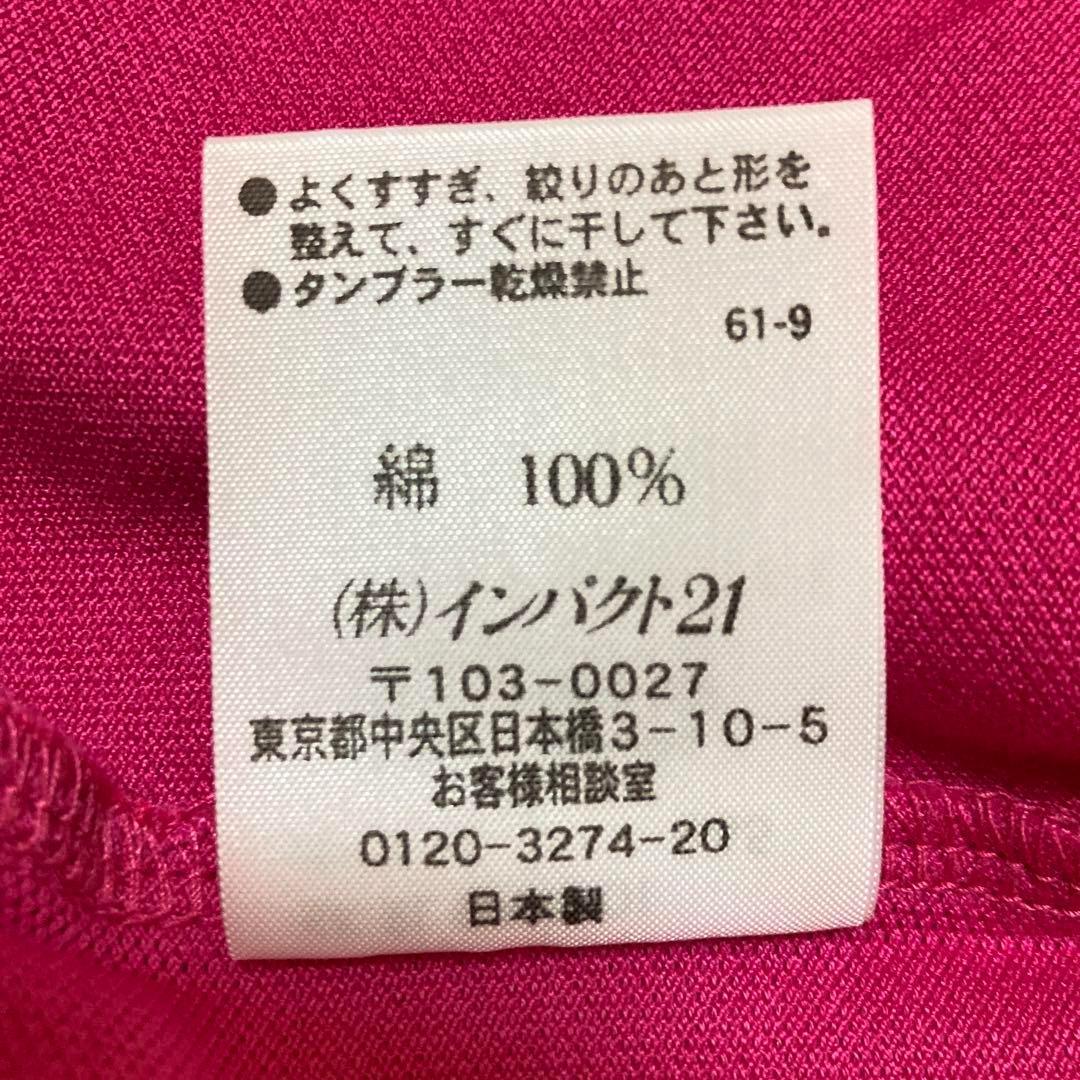 ●よくすすぎ、絞りのあと形を
整えて、すぐに干して下さい。
●タンブラー乾燥禁止
61-9
綿 100%
(株)インパクト21
〒103-0027
東京都中央区日本橋3-10-5
お客様相談室
0120-3274-20
日本製